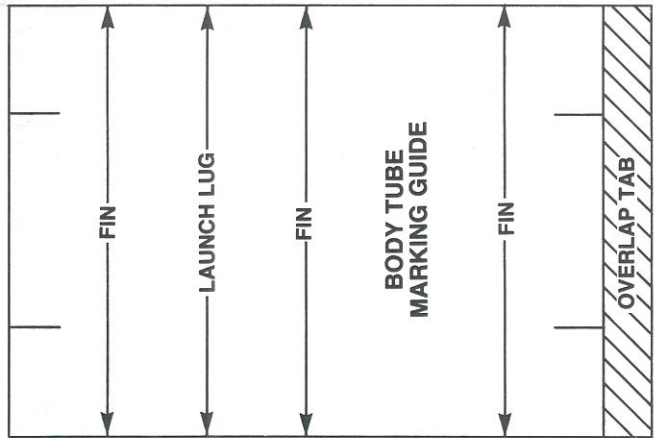 FIN
LAUNCH LUG
FIN
BODY TUBE
MARKING GUIDE
FIN
OVERLAP TAB